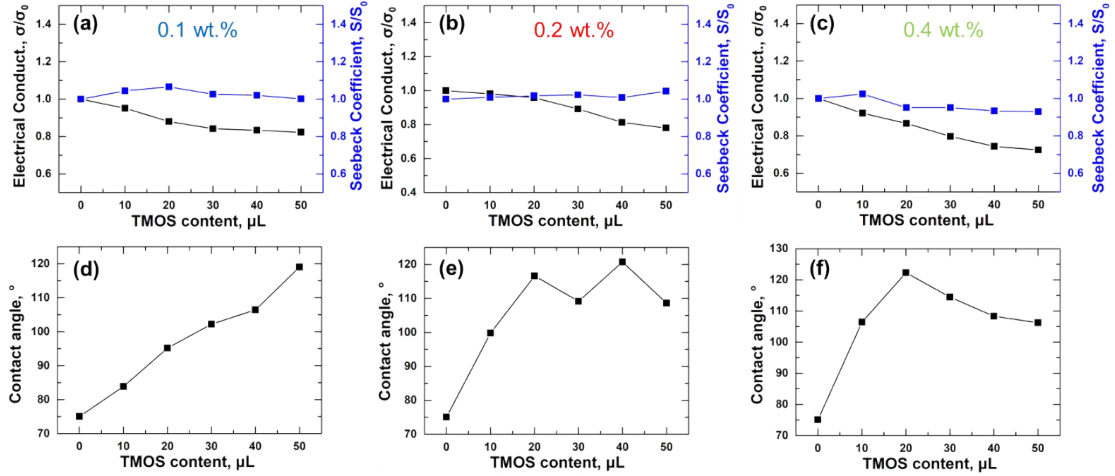 (a) 0.1 wt.%
Electrical Conduct., σ/σ0
1.4
1.2
1.0
0.8
0.6
Seebeck Coefficient, S/S0
1.4
1.2
1.0
0.8
0.6
0 10 20 30 40 50
TMOS content, µL
(b) 0.2 wt.%
Electrical Conduct., σ/σ0
1.4
1.2
1.0
0.8
0.6
0.4
Seebeck Coefficient, S/S0
1.4
1.2
1.0
0.8
0.6
0 10 20 30 40 50
TMOS content, µL
(c) 0.4 wt.%
Electrical Conduct., σ/σ0
1.4
1.2
1.0
0.8
0.6
Seebeck Coefficient, S/S0
1.4
1.2
1.0
0.8
0.6
0 10 20 30 40 50
TMOS content, µL
(d)
Contact angle, °
120
110
100
90
80
70
0 10 20 30 40 50
TMOS content, µL
(e)
Contact angle, °
120
110
100
90
80
70
0 10 20 30 40 50
TMOS content, µL
(f)
Contact angle, °
130
120
110
100
90
80
70
0 10 20 30 40 50
TMOS content, µL